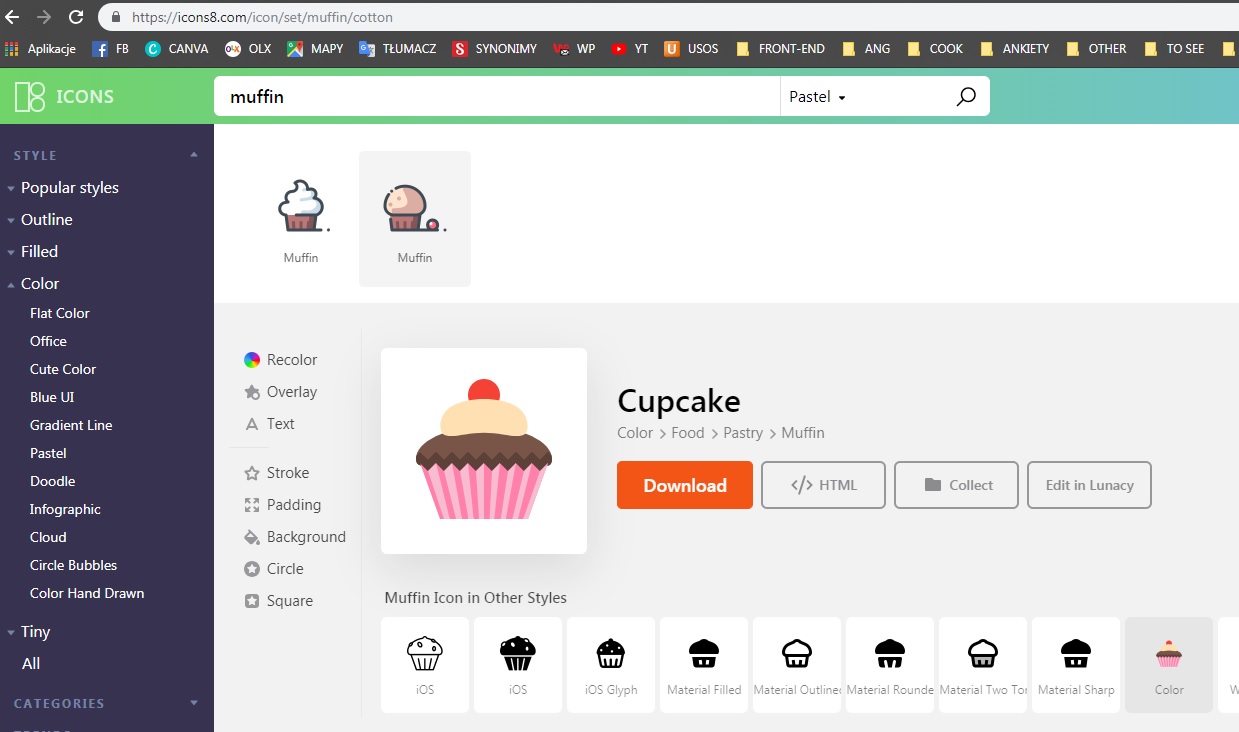 https://icons8.com/icon/set/muffin/cotton
Aplikacje FB CANVA OLX MAPY TŁUMACZ SYNONIMY WP YT USOS FRONT-END ANG COOK ANKIETY OTHER TO SEE
ICONS
muffin
Pastel
STYLE
Popular styles
Outline
Filled
Color
Flat Color
Office
Cute Color
Blue UI
Gradient Line
Pastel
Doodle
Infographic
Cloud
Circle Bubbles
Color Hand Drawn
Tiny
All
CATEGORIES
Muffin Muffin
Recolor
Overlay
Text
Stroke
Padding
Background
Circle
Square
Cupcake
Color > Food > Pastry > Muffin
Download </> HTML Collect Edit in Lunacy
Muffin Icon in Other Styles
iOS iOS iOS Glyph Material Filled Material Outlined Material Rounde Material Two Tor Material Sharp Color